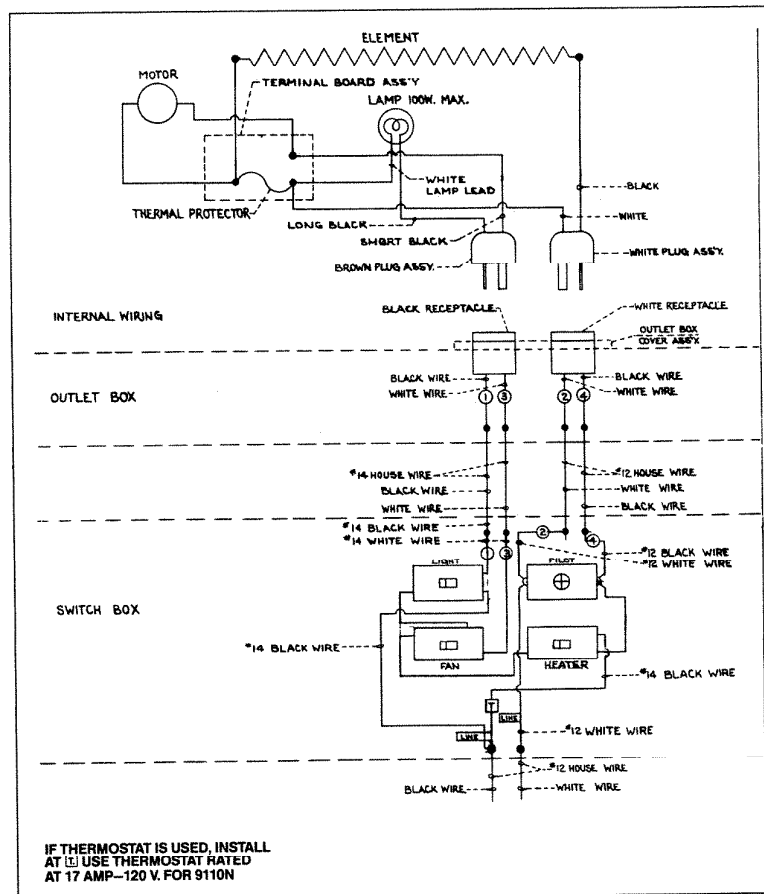 ELEMENT
MOTOR
TERMINAL BOARD ASS'Y
LAMP 100W. MAX.
WHITE
LAMP LEAD
BLACK
THERMAL PROTECTOR
LONG BLACK
WHITE
SHORT BLACK
BROWN PLUG ASSY.
WHITE PLUG ASS'Y.
INTERNAL WIRING
BLACK RECEPTACLE
WHITE RECEPTACLE
OUTLET BOX
COVER ASS'Y.
BLACK WIRE
WHITE WIRE
BLACK WIRE
WHITE WIRE
OUTLET BOX
1 3 2 4
#14 HOUSE WIRE
#12 HOUSE WIRE
BLACK WIRE
WHITE WIRE
WHITE WIRE
BLACK WIRE
#14 BLACK WIRE
#14 WHITE WIRE
2
4
1 3
#12 BLACK WIRE
#12 WHITE WIRE
LIGHT
PILOT
SWITCH BOX
#14 BLACK WIRE
FAN
HEATER
#14 BLACK WIRE
T
LINE
LINE
#12 WHITE WIRE
#12 HOUSE WIRE
BLACK WIRE
WHITE WIRE
IF THERMOSTAT IS USED, INSTALL
AT T USE THERMOSTAT RATED
AT 17 AMP–120 V. FOR 9110N